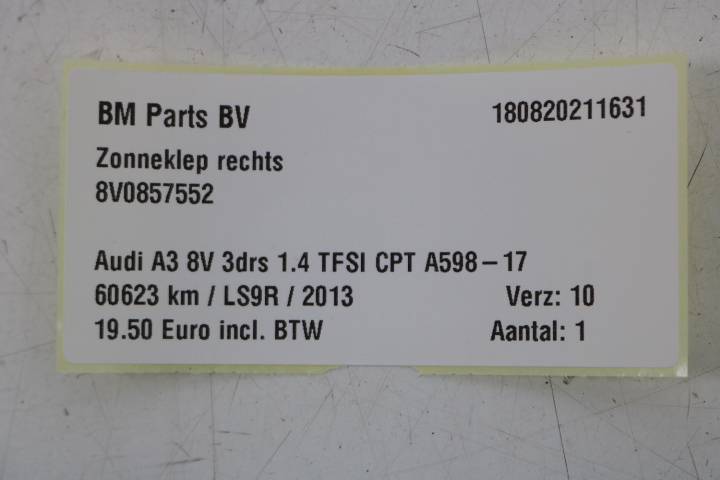 BM Parts BV 180820211631
Zonneklep rechts
8V0857552
Audi A3 8V 3drs 1.4 TFSI CPT A598-17
60623 km / LS9R / 2013 Verz: 10
19.50 Euro incl. BTW Aantal: 1